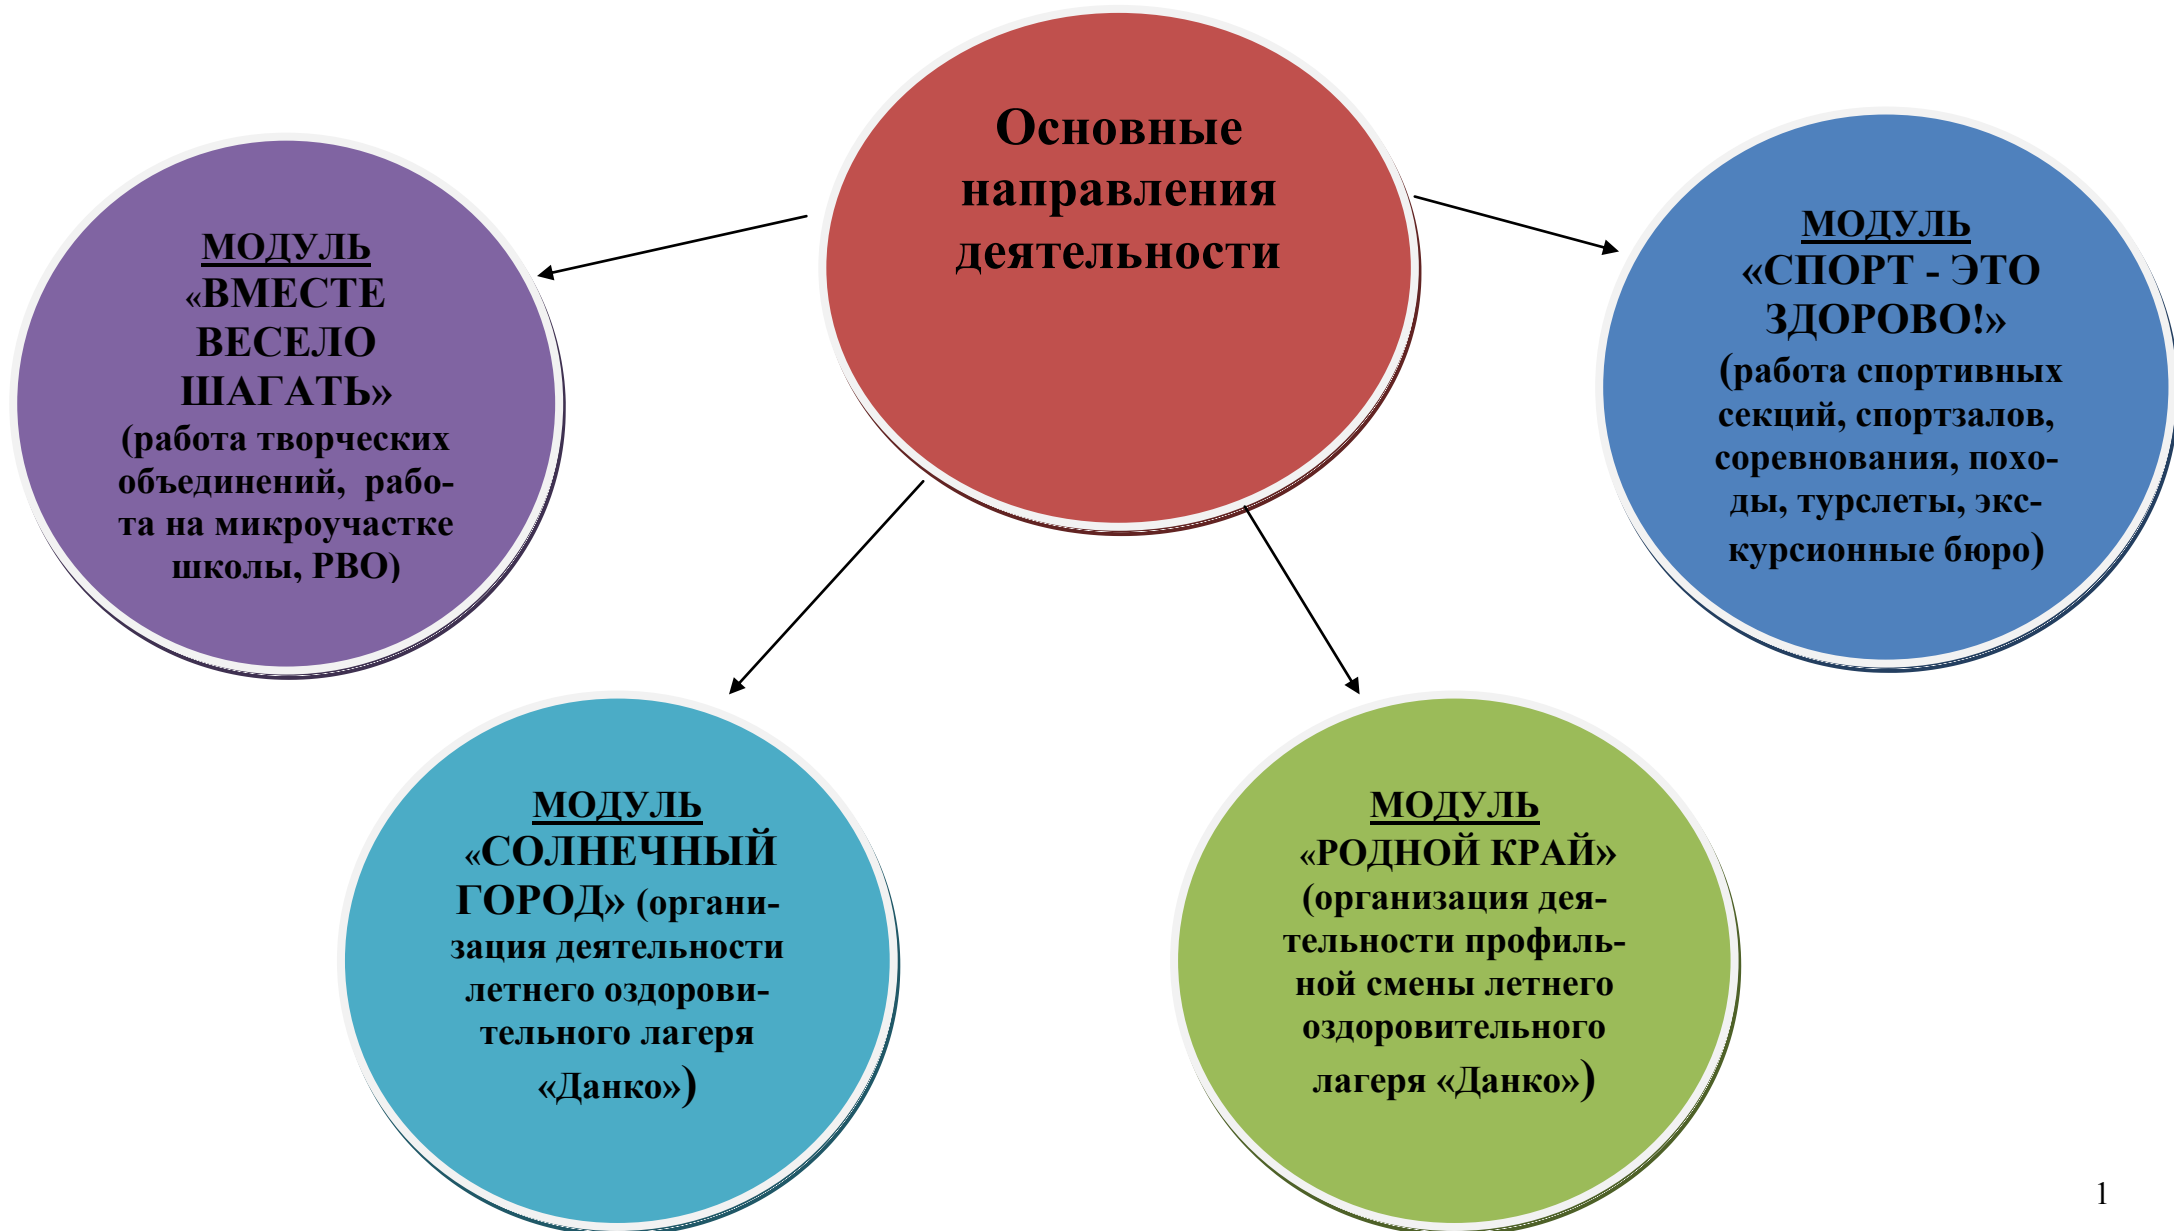 Основные
направления
деятельности
МОДУЛЬ
«ВМЕСТЕ
ВЕСЕЛО
ШАГАТЬ»
(работа творческих
объединений, рабо-
та на микроучастке
школы, РВО)
МОДУЛЬ
«СПОРТ - ЭТО
ЗДОРОВО!»
(работа спортивных
секций, спортзалов,
соревнования, похо-
ды, турслеты, экс-
курсионные бюро)
МОДУЛЬ
«СОЛНЕЧНЫЙ
ГОРОД» (органи-
зация деятельности
летнего оздорови-
тельного лагеря
«Данко»)
МОДУЛЬ
«РОДНОЙ КРАЙ»
(организация дея-
тельности профиль-
ной смены летнего
оздоровительного
лагеря «Данко»)
1